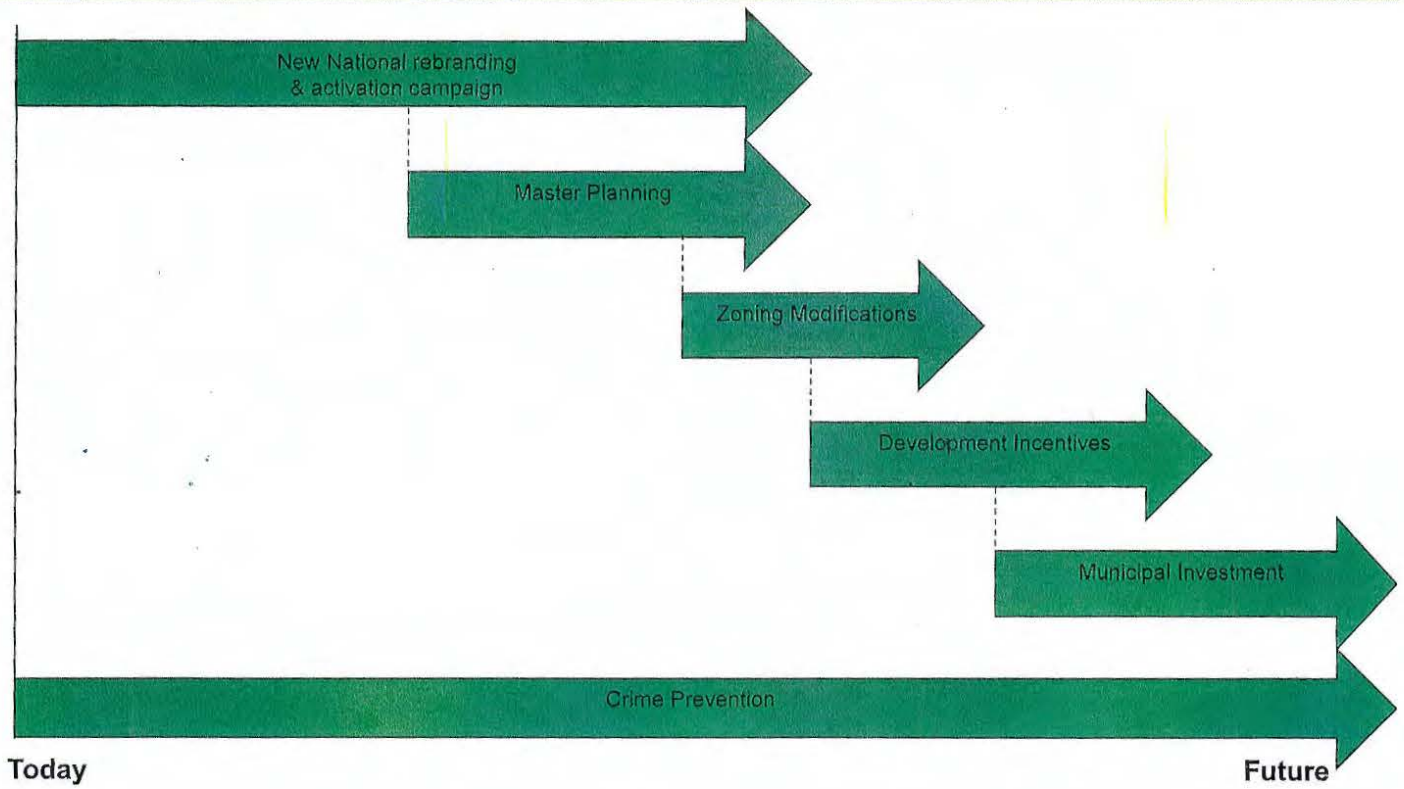 New National rebranding
& activation campaign
Master Planning
Zoning Modifications
Development Incentives
Municipal Investment
Crime Prevention
Today
Future